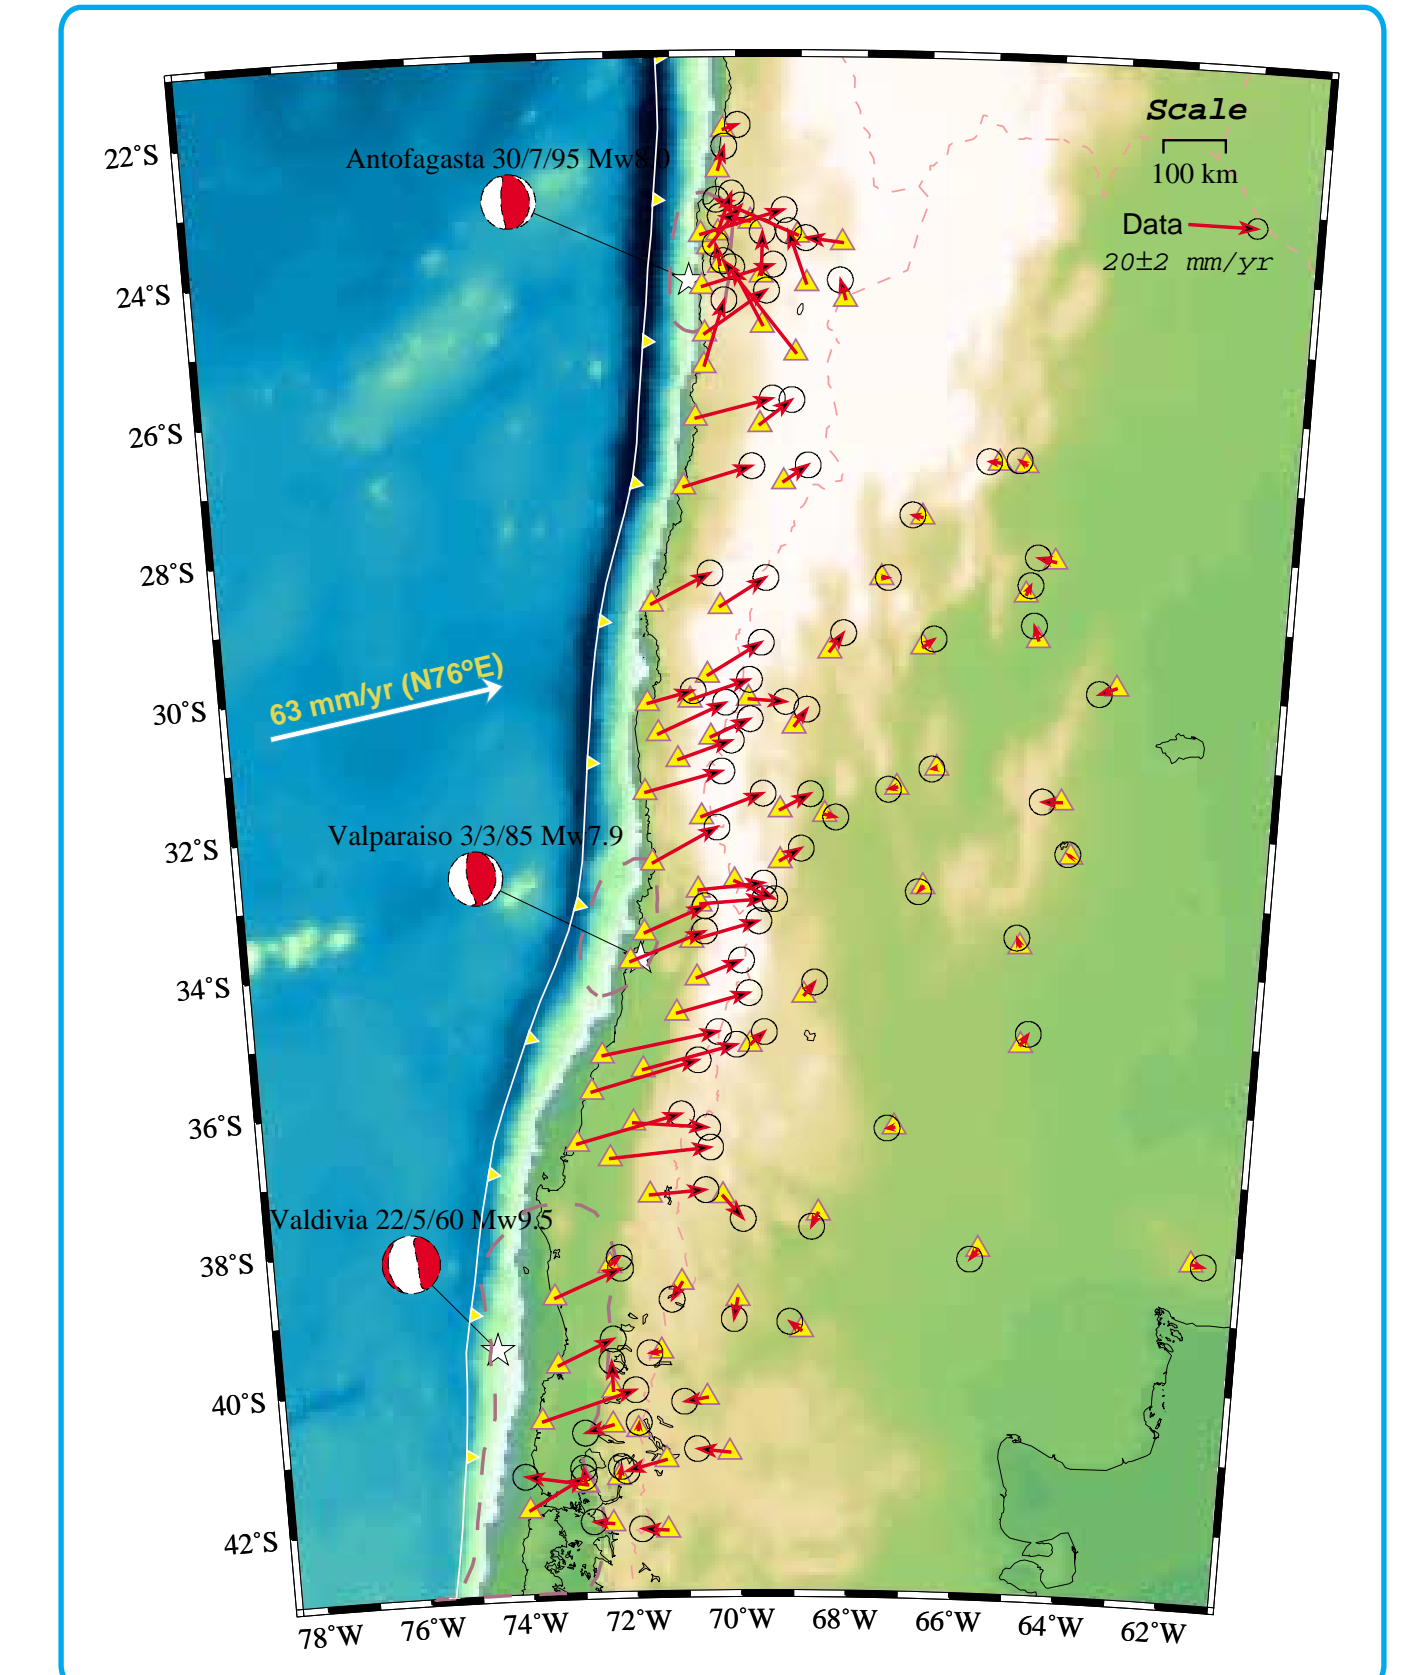 Scale
100 km
Data
20±2 mm/yr
Antofagasta 30/7/95 Mw8.0
63 mm/yr (N76°E)
Valparaiso 3/3/85 Mw7.9
Valdivia 22/5/60 Mw9.5
22˚S
24˚S
26˚S
28˚S
30˚S
32˚S
34˚S
36˚S
38˚S
40˚S
42˚S
78˚W 76˚W 74˚W 72˚W 70˚W 68˚W 66˚W 64˚W 62˚W